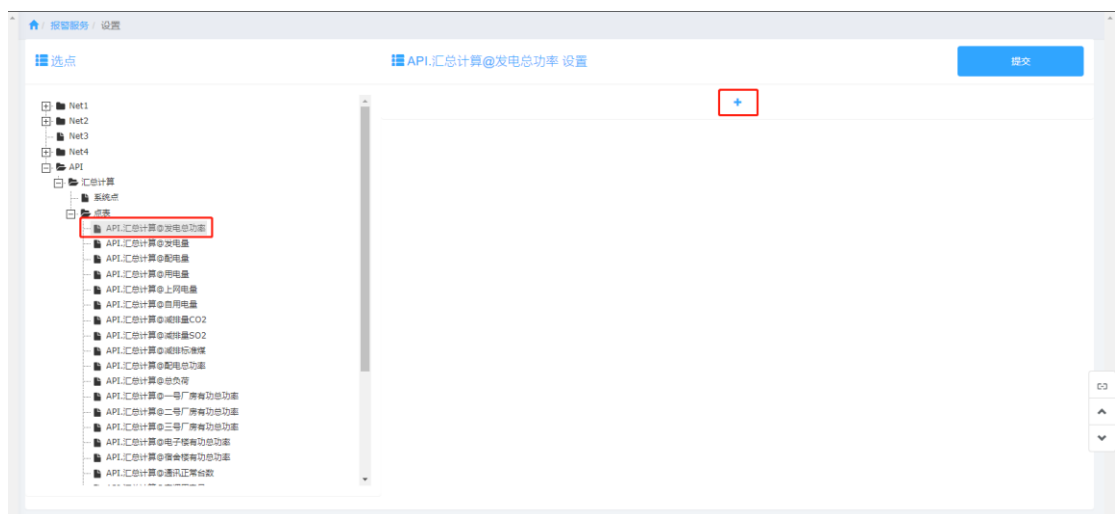 / 报警服务 / 设置
选点
API.汇总计算@发电总功率 设置
提交
+
Net1
Net2
Net3
Net4
API
汇总计算
系统点
点表
API.汇总计算@发电总功率
API.汇总计算@发电量
API.汇总计算@配电量
API.汇总计算@用电量
API.汇总计算@上网电量
API.汇总计算@自用电量
API.汇总计算@减排量CO2
API.汇总计算@减排量SO2
API.汇总计算@减排标准煤
API.汇总计算@配电总功率
API.汇总计算@总负荷
API.汇总计算@一号厂房有功总功率
API.汇总计算@二号厂房有功总功率
API.汇总计算@三号厂房有功总功率
API.汇总计算@电子楼有功总功率
API.汇总计算@宿舍楼有功总功率
API.汇总计算@通讯正常台数